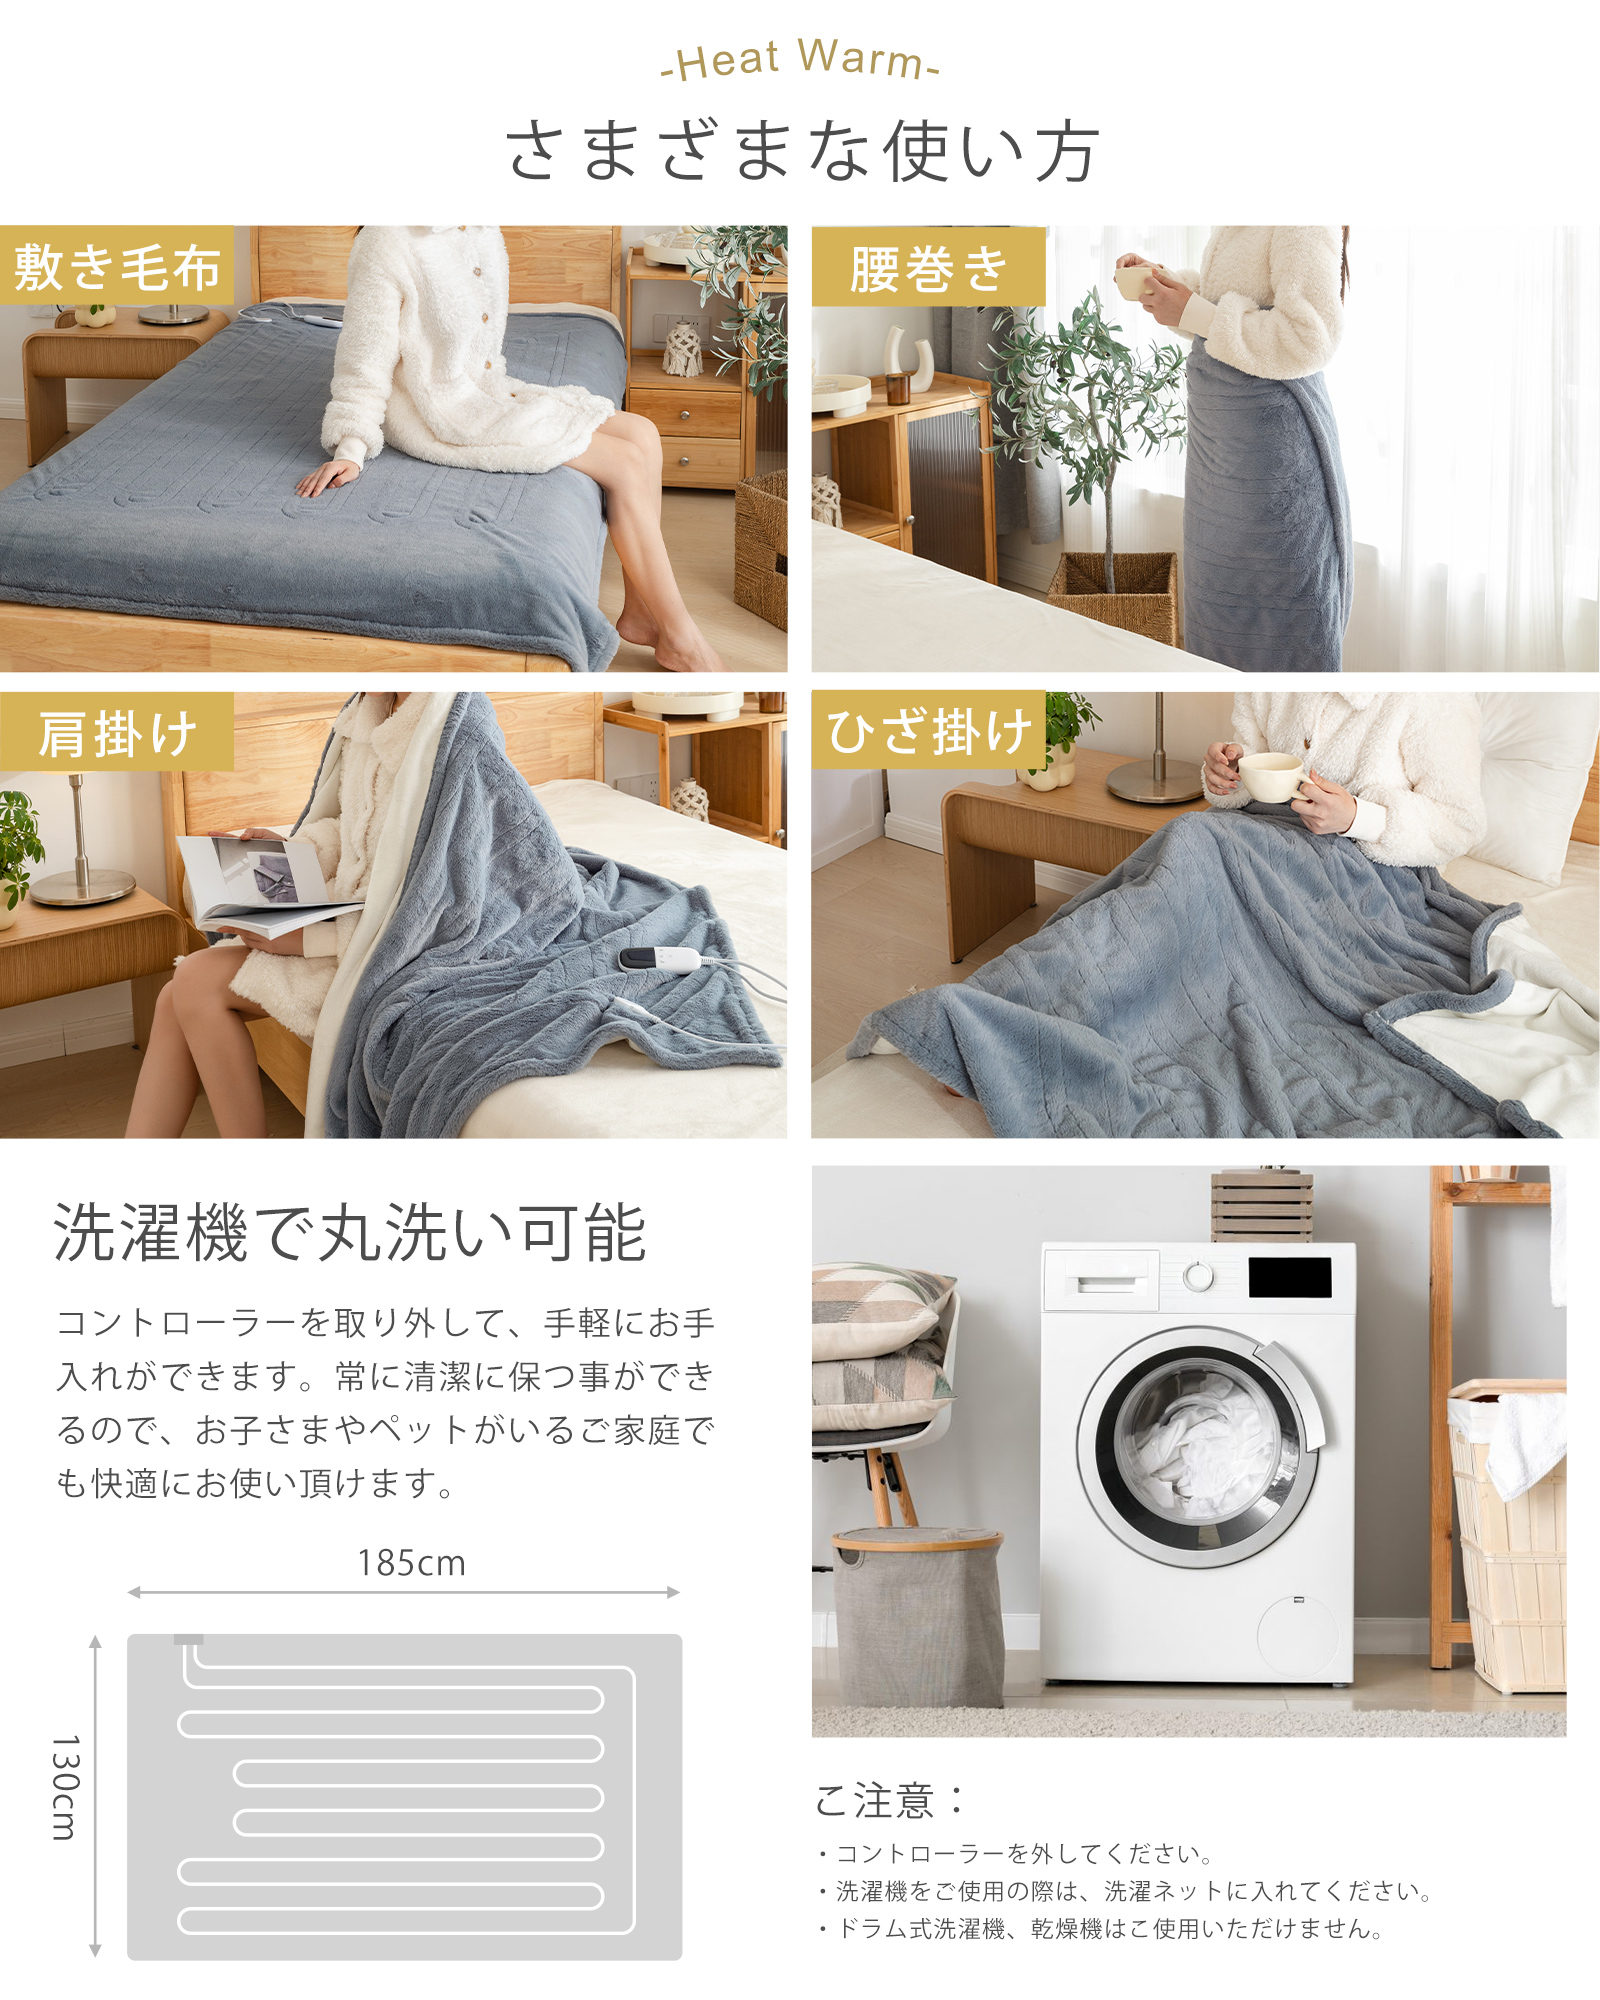 -Heat Warm-
さまざまな使い方
敷き毛布
腰巻き
肩掛け
ひざ掛け
洗濯機で丸洗い可能
コントローラーを取り外して、手軽にお手
入れができます。常に清潔に保つ事ができ
るので、お子さまやペットがいるご家庭で
も快適にお使い頂けます。
185cm
130cm
こ注意：
・コントローラーを外してください。
・洗濯機をご使用の際は、洗濯ネットに入れてください。
・ドラム式洗濯機、乾燥機はこ使用いただけません。